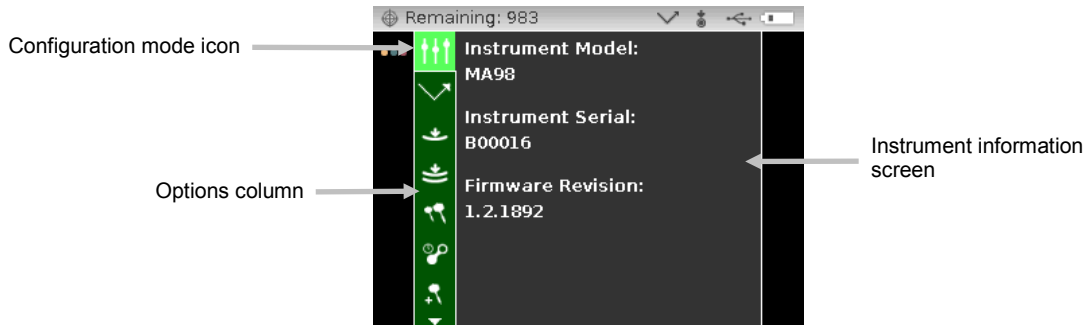 Remaining: 983
Configuration mode icon
Instrument Model:
MA98
Instrument Serial:
B00016
Instrument information
screen
Options column
Firmware Revision:
1.2.1892